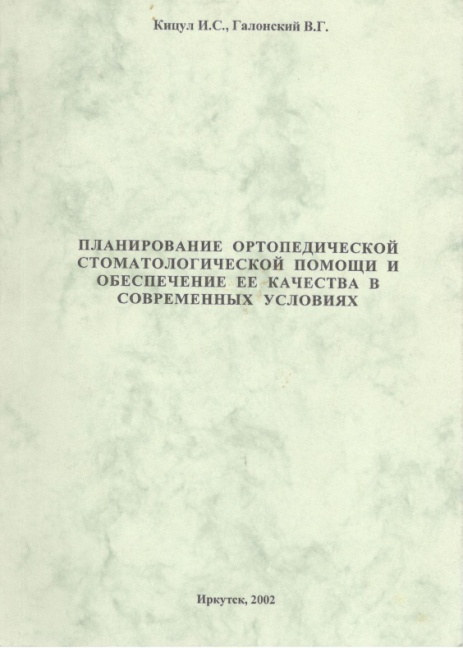 Кицул И.С., Галонский В.Г.
ПЛАНИРОВАНИЕ ОРТОПЕДИЧЕСКОЙ
СТОМАТОЛОГИЧЕСКОЙ ПОМОЩИ И
ОБЕСПЕЧЕНИЕ ЕЕ КАЧЕСТВА В
СОВРЕМЕННЫХ УСЛОВИЯХ
Иркутск, 2002